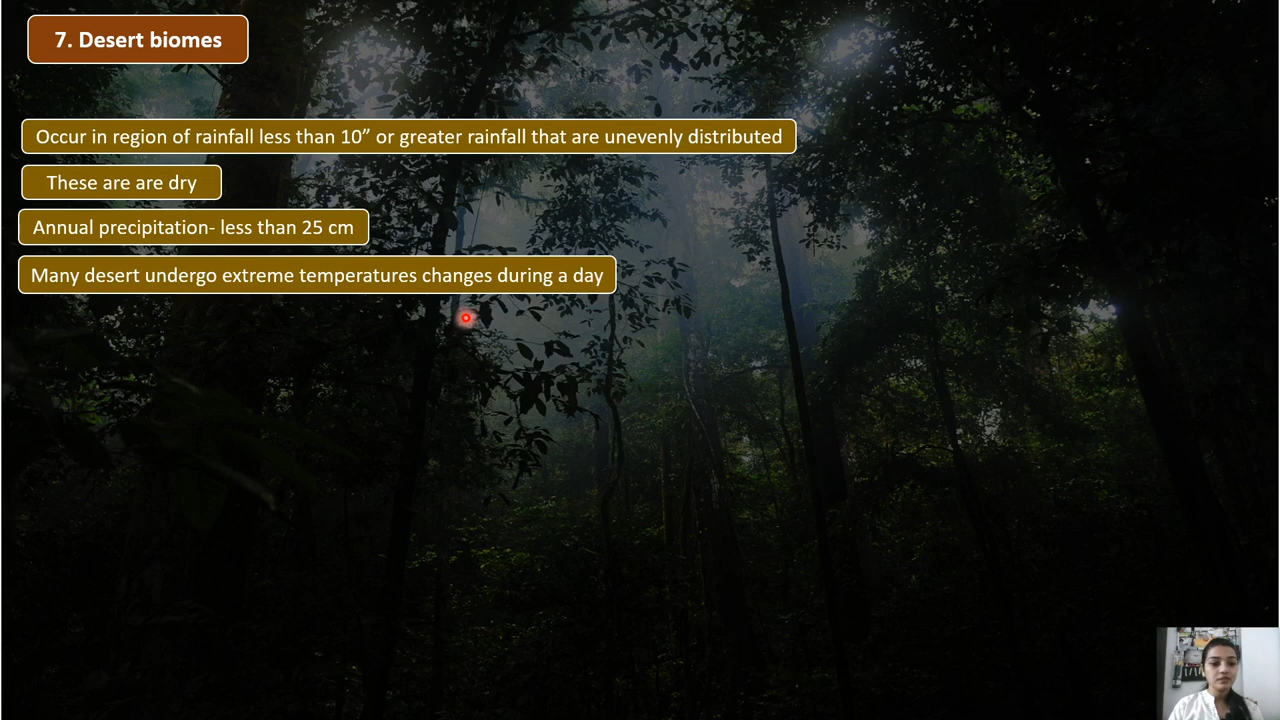 7. Desert biomes
Occur in region of rainfall less than 10” or greater rainfall that are unevenly distributed
These are are dry
Annual precipitation- less than 25 cm
Many desert undergo extreme temperatures changes during a day